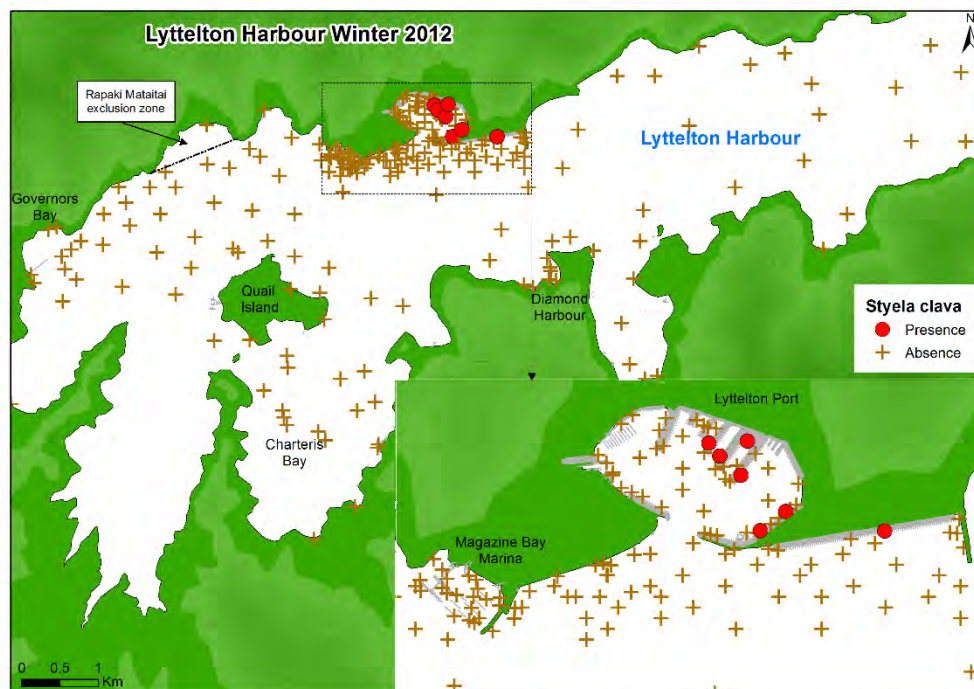 Lyttelton Harbour Winter 2012
N
Rapaki Mataitai
exclusion zone
Lyttelton Harbour
Governors
Bay
Quail
Island
Diamond
Harbour
Styela clava
Presence
Absence
Charteris
Bay
Lyttelton Port
Magazine Bay
Marina
0 0.5 1
Km